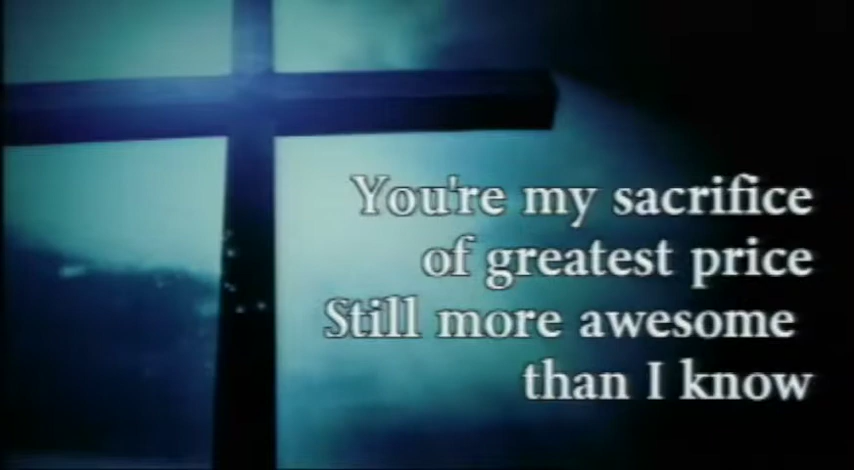 You're my sacrifice
of greatest price
Still more awesome
than I know